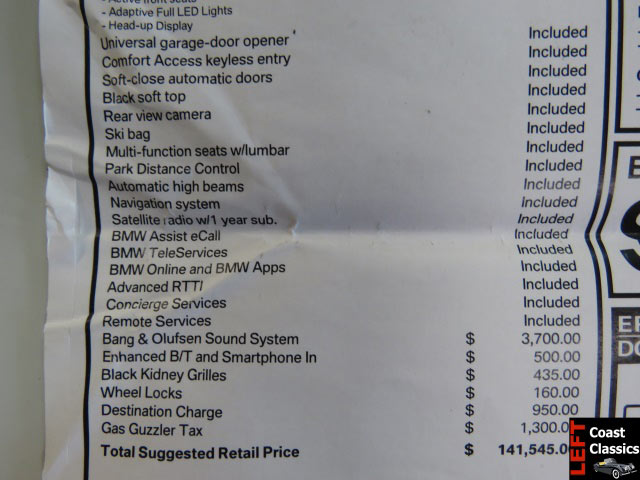 - Active front seats
- Adaptive Full LED Lights
- Head-up Display
Universal garage-door opener Included
Comfort Access keyless entry Included
Soft-close automatic doors Included
Black soft top Included
Rear view camera Included
Ski bag Included
Multi-function seats w/lumbar Included
Park Distance Control Included
Automatic high beams Included
Navigation system Included
Satellite radio w/1 year sub. Included
BMW Assist eCall Included
BMW TeleServices Included
BMW Online and BMW Apps Included
Advanced RTTI Included
Concierge Services Included
Remote Services Included
Bang & Olufsen Sound System $ 3,700.00
Enhanced B/T and Smartphone In $ 500.00
Black Kidney Grilles $ 435.00
Wheel Locks $ 160.00
Destination Charge $ 950.00
Gas Guzzler Tax $ 1,300.00
Total Suggested Retail Price $ 141,545.0
LEFT
Coast
Classics